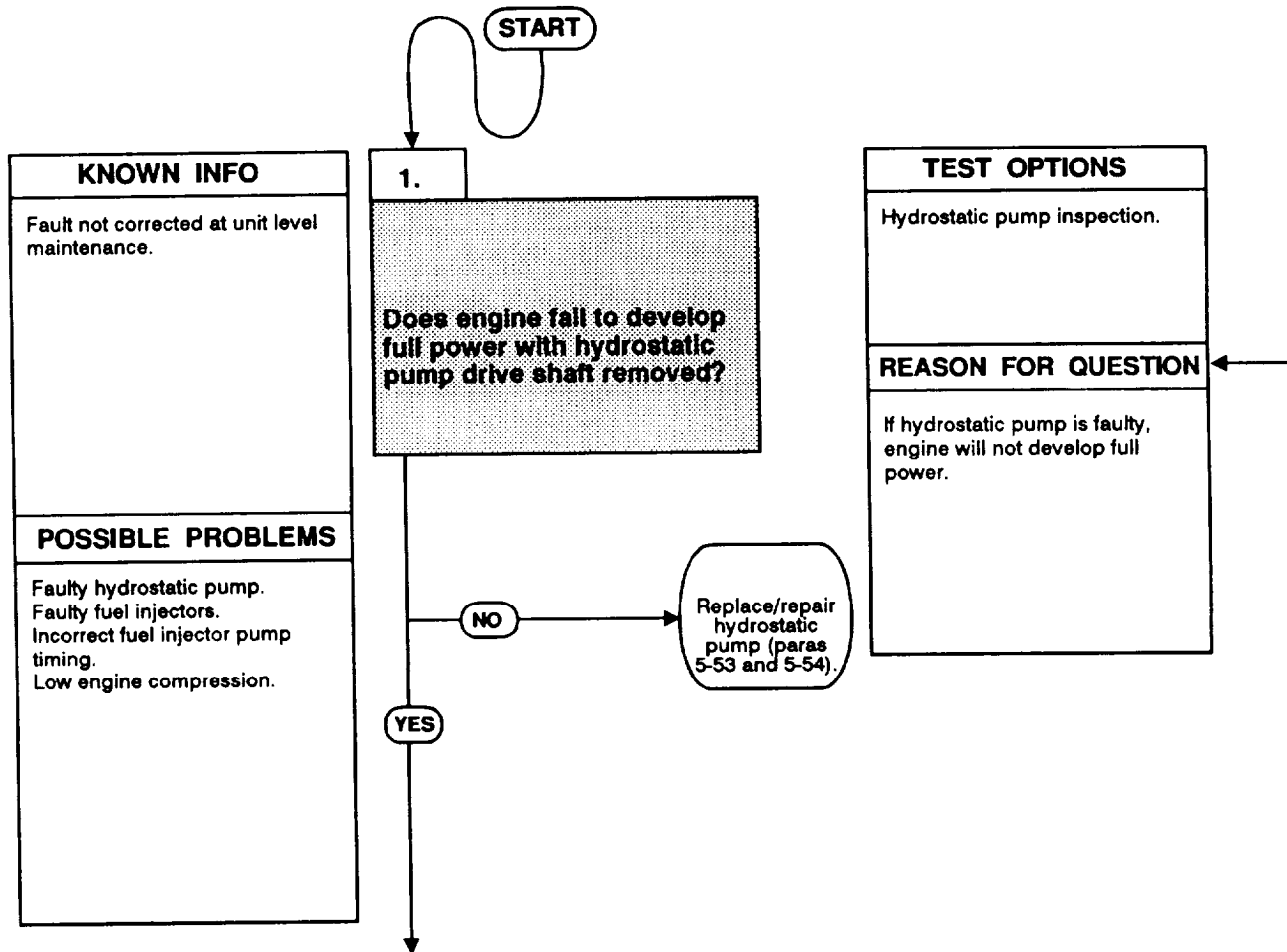 START
KNOWN INFO
Fault not corrected at unit level
maintenance.
POSSIBLE PROBLEMS
Faulty hydrostatic pump.
Faulty fuel injectors.
Incorrect fuel injector pump
timing.
Low engine compression.
1.
Does engine fail to develop
full power with hydrostatic
pump drive shaft removed?
NO
Replace/repair
hydrostatic
pump (paras
5-53 and 5-54).
YES
TEST OPTIONS
Hydrostatic pump inspection.
REASON FOR QUESTION
If hydrostatic pump is faulty,
engine will not develop full
power.